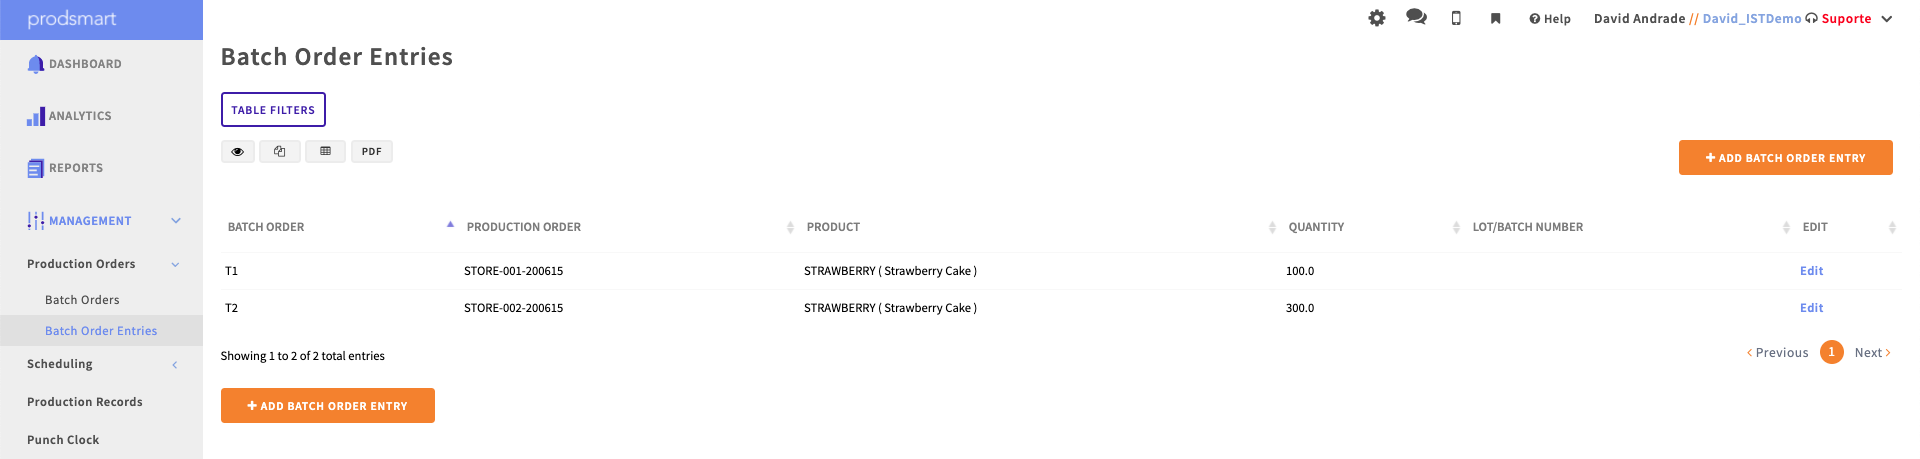 prodsmart
DASHBOARD
ANALYTICS
REPORTS
MANAGEMENT
Production Orders
Batch Orders
Batch Order Entries
Scheduling
Production Records
Punch Clock
Help David Andrade // David_ISTDemo Suporte
Batch Order Entries
TABLE FILTERS
PDF
+ ADD BATCH ORDER ENTRY
BATCH ORDER PRODUCTION ORDER PRODUCT QUANTITY LOT/BATCH NUMBER EDIT
T1 STORE-001-200615 STRAWBERRY ( Strawberry Cake ) 100.0 Edit
T2 STORE-002-200615 STRAWBERRY ( Strawberry Cake ) 300.0 Edit
Showing 1 to 2 of 2 total entries
Previous 1 Next
+ ADD BATCH ORDER ENTRY